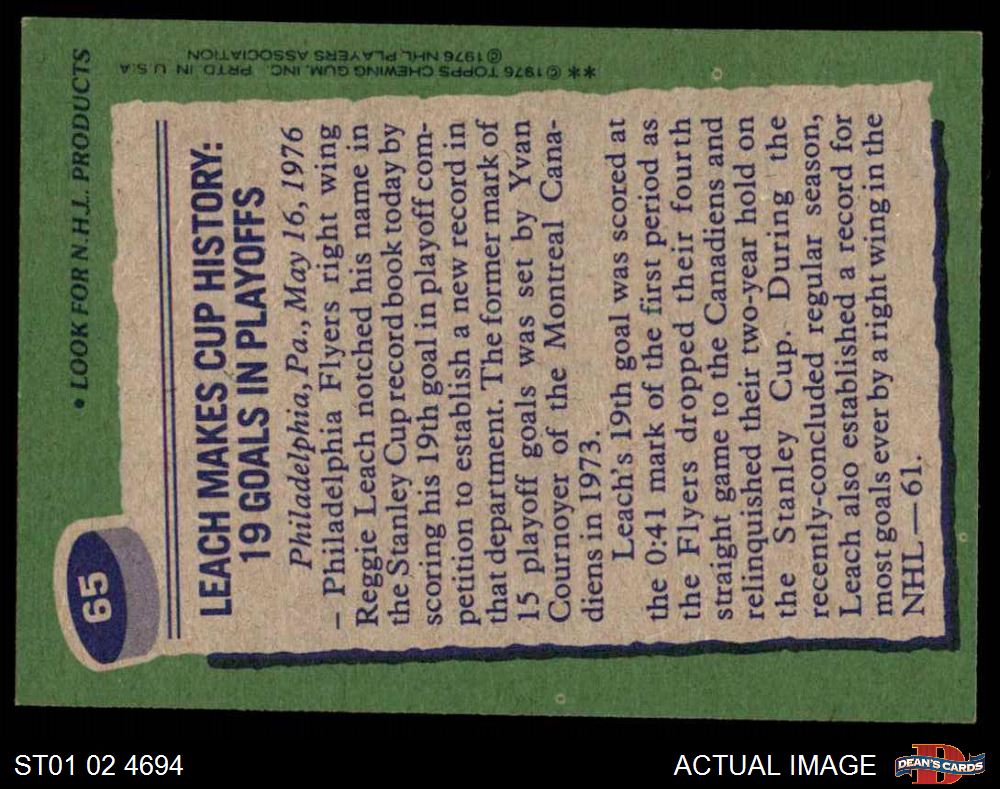 • LOOK FOR N.H.L. PRODUCTS
65
LEACH MAKES CUP HISTORY:
19 GOALS IN PLAYOFFS
Philadelphia, Pa., May 16, 1976
– Philadelphia Flyers right wing
Reggie Leach notched his name in
the Stanley Cup record book today by
scoring his 19th goal in playoff com-
petition to establish a new record in
that department. The former mark of
15 playoff goals was set by Yvan
Cournoyer of the Montreal Cana-
diens in 1973.
Leach's 19th goal was scored at
the 0:41 mark of the first period as
the Flyers dropped their fourth
straight game to the Canadiens and
relinquished their two-year hold on
the Stanley Cup. During the
recently-concluded regular season,
Leach also established a record for
most goals ever by a right wing in the
NHL—61.
**©1976 TOPPS CHEWING GUM, INC. PRTD. IN U.S.A
©1976 NHL PLAYERS ASSOCIATION
ST01 02 4694
ACTUAL IMAGE
DEAN'S CARDS